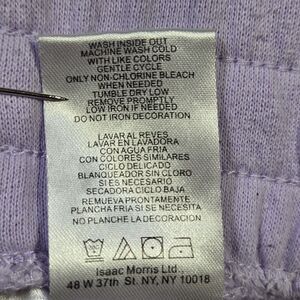 WASH INSIDE OUT
MACHINE WASH COLD
WITH LIKE COLORS
GENTLE CYCLE
ONLY NON-CHLORINE BLEACH
WHEN NEEDED
TUMBLE DRY LOW
REMOVE PROMPTLY
LOW IRON IF NEEDED
DO NOT IRON DECORATION
LAVAR AL REVES
LAVAR EN LAVADORA
CON AGUA FRIA
CON COLORES SIMILARES
CICLO DELICADO
BLANQUEADOR SIN CLORO
SI ES NECESARIO
SECADORA CICLO BAJO
REMUEVA PRONTAMENTE
PLANCHA FRIA SI SE NECESITA
NO PLANCHE LA DECORACION
Isaac Morris Ltd
48 W 37th St. NY, NY 10018